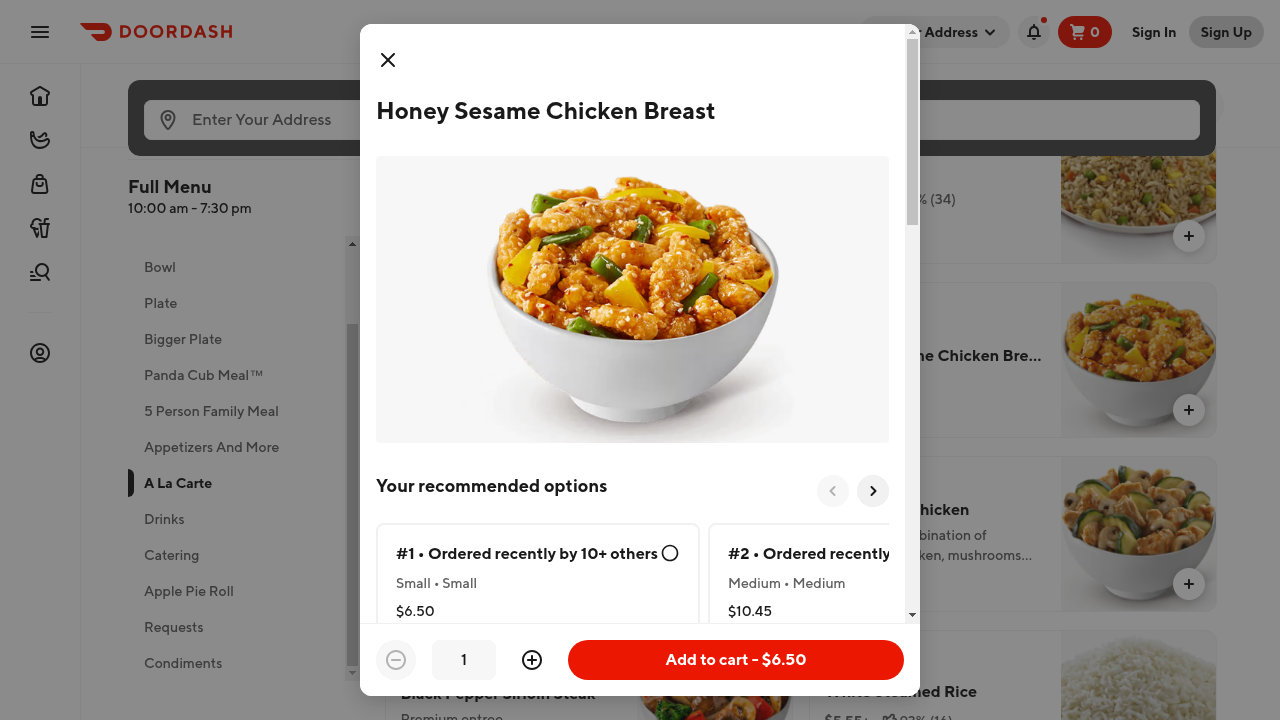 DOORDASH
Address
0
Sign In
Sign Up
Enter Your Address
Full Menu
10:00 am - 7:30 pm
Bowl
Plate
Bigger Plate
Panda Cub Meal™
5 Person Family Meal
Appetizers And More
A La Carte
Drinks
Catering
Apple Pie Roll
Requests
Condiments
Honey Sesame Chicken Breast
Your recommended options
#1 • Ordered recently by 10+ others
Small • Small
$6.50
#2 • Ordered recently
Medium • Medium
$10.45
1
Add to cart - $6.50
% (34)
ne Chicken Bre...
hicken
bination of
ken, mushrooms...
Black Pepper Sirloin Steak
Premium entree
White Steamed Rice
$5.55+
93% (16)